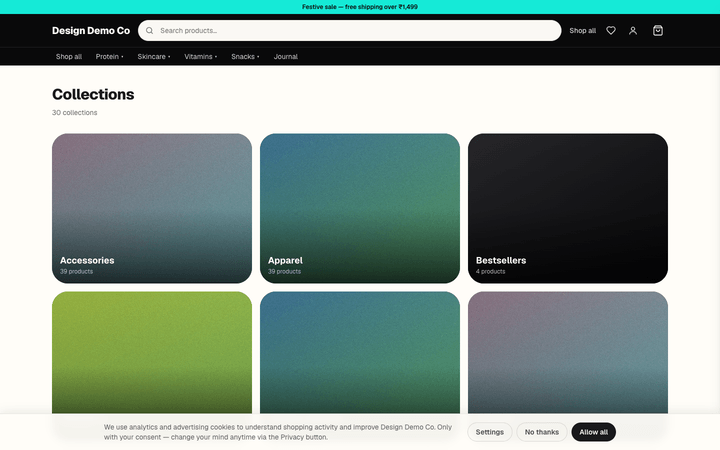 Festive sale — free shipping over ₹1,499
Design Demo Co
Search products...
Shop all
Shop all
Protein
Skincare
Vitamins
Snacks
Journal
Collections
30 collections
Accessories
39 products
Apparel
39 products
Bestsellers
4 products
We use analytics and advertising cookies to understand shopping activity and improve Design Demo Co. Only
with your consent — change your mind anytime via the Privacy button.
Settings
No thanks
Allow all